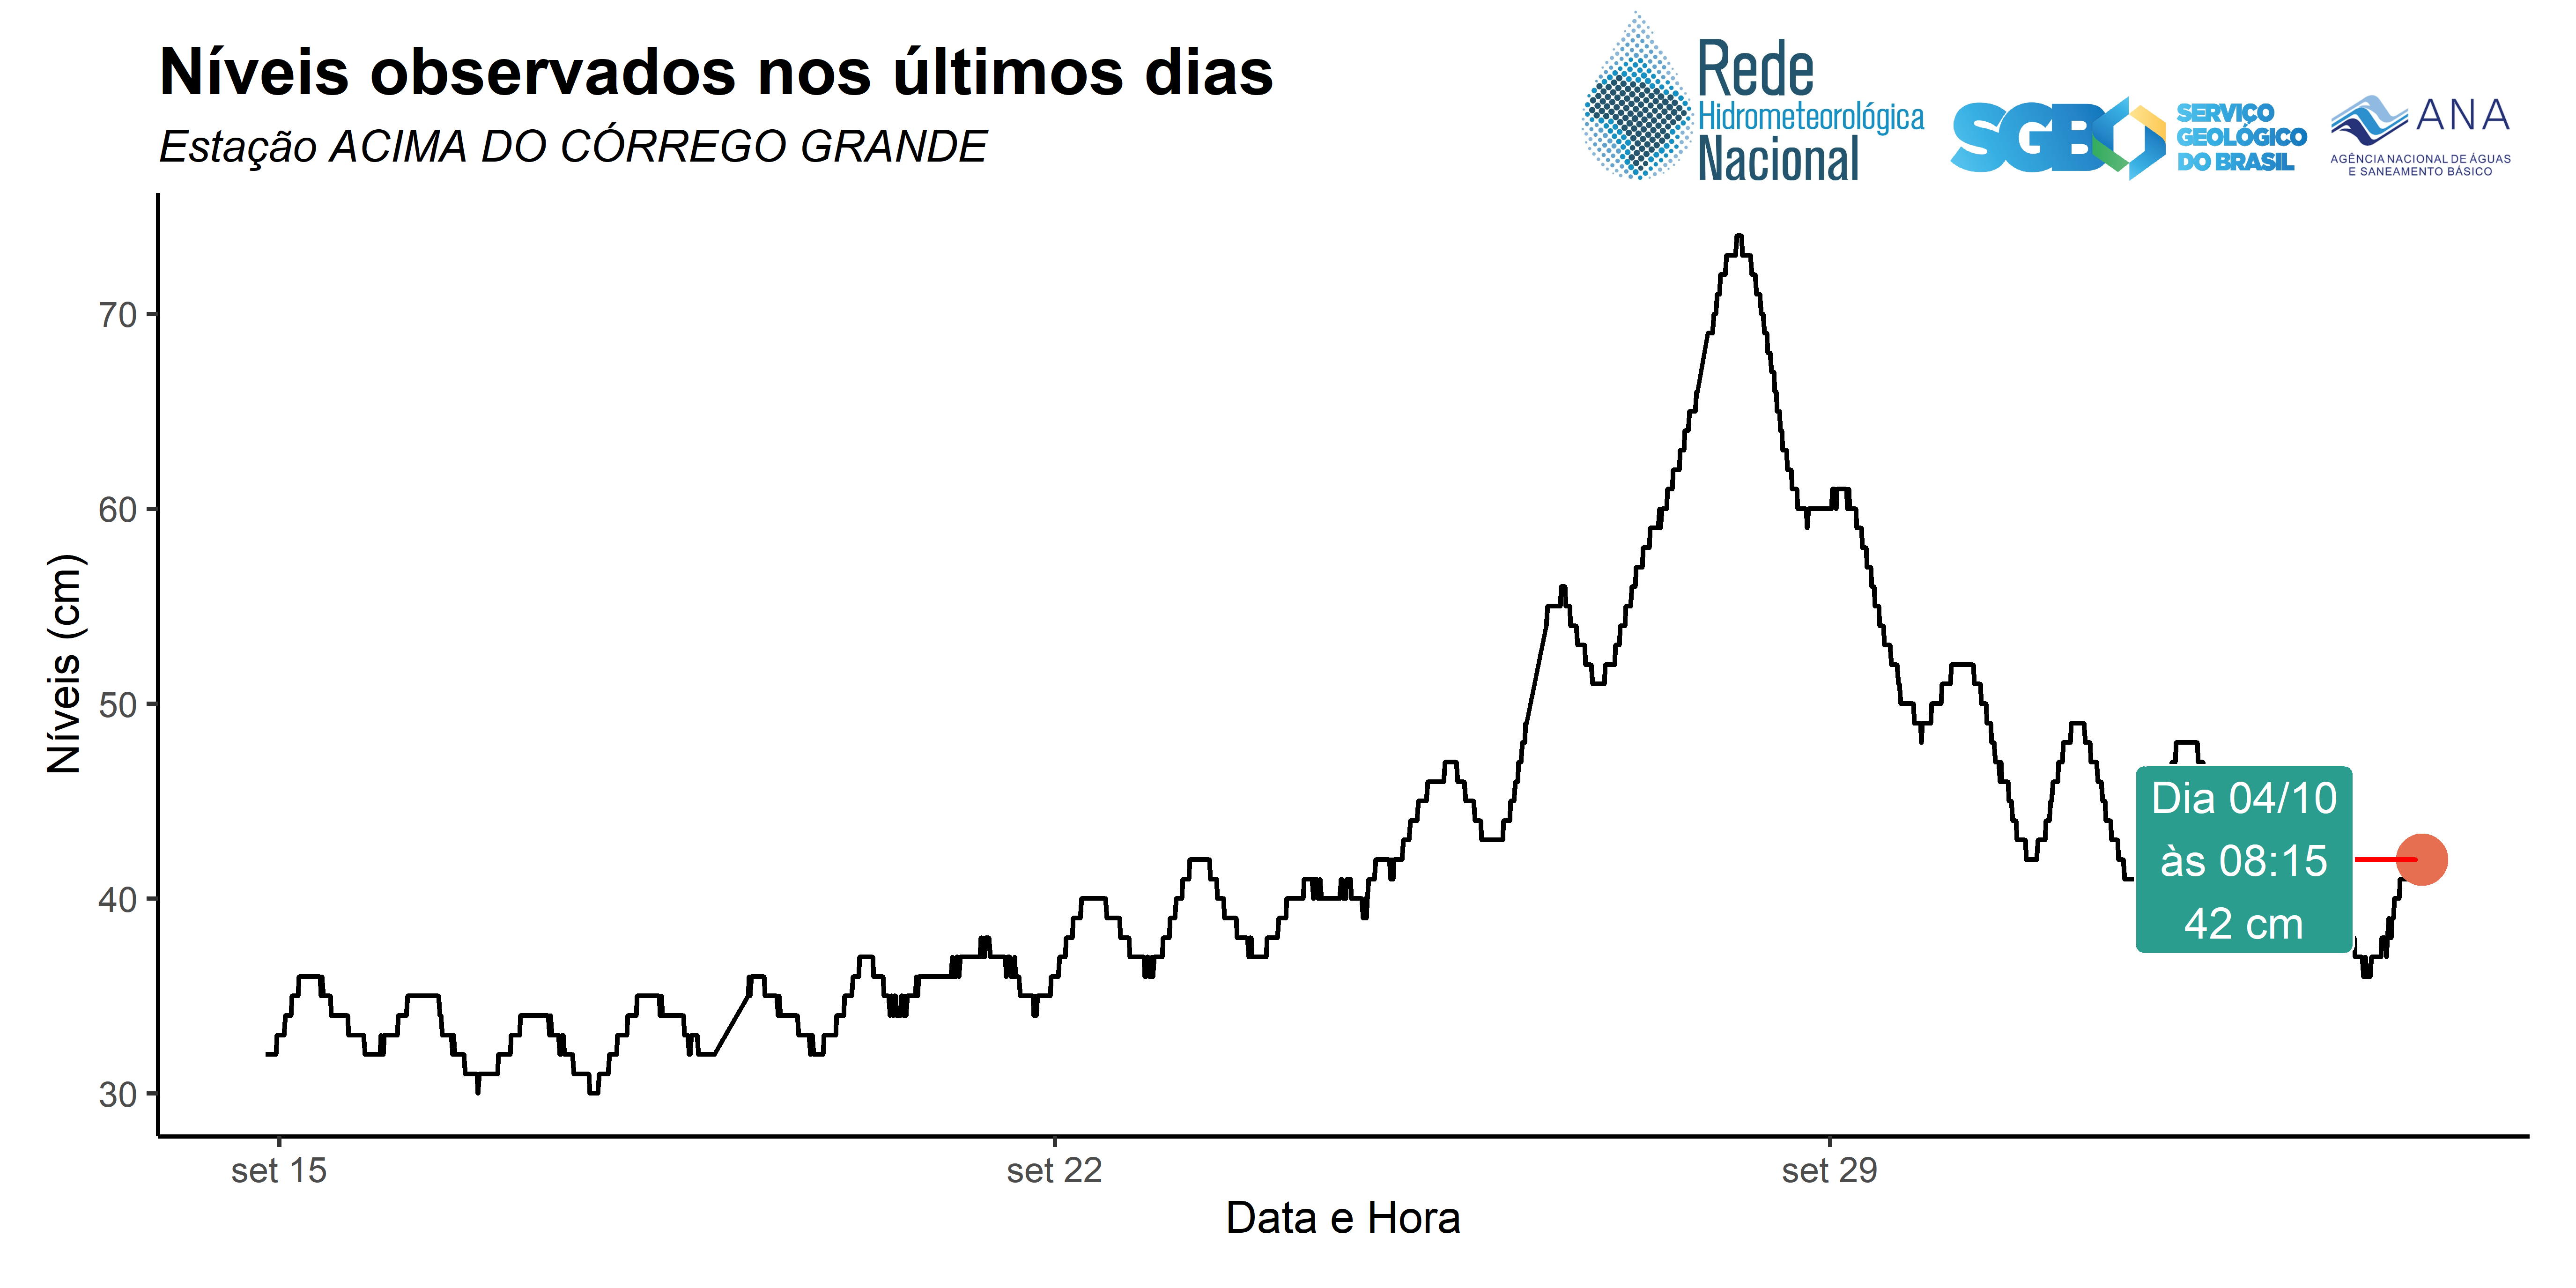 Níveis observados nos últimos dias
Estação ACIMA DO CÓRREGO GRANDE
Rede
Hidrometeorológica
Nacional
SGB
SERVIÇO
GEOLÓGICO
DO BRASIL
ANA
AGÊNCIA NACIONAL DE ÁGUAS
E SANEAMENTO BÁSICO
Níveis (cm)
70
60
50
40
30
Dia 04/10
às 08:15
42 cm
set 15
set 22
set 29
Data e Hora